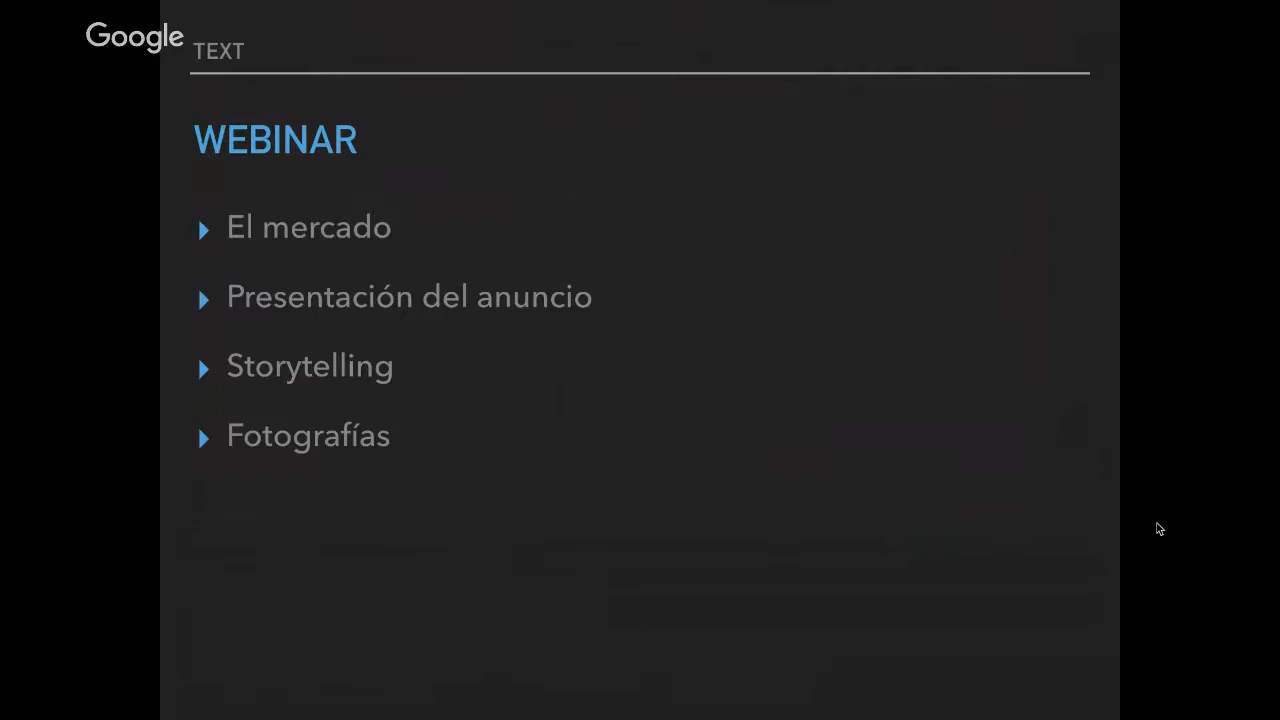 Google
TEXT
WEBINAR
El mercado
Presentación del anuncio
Storytelling
Fotografías